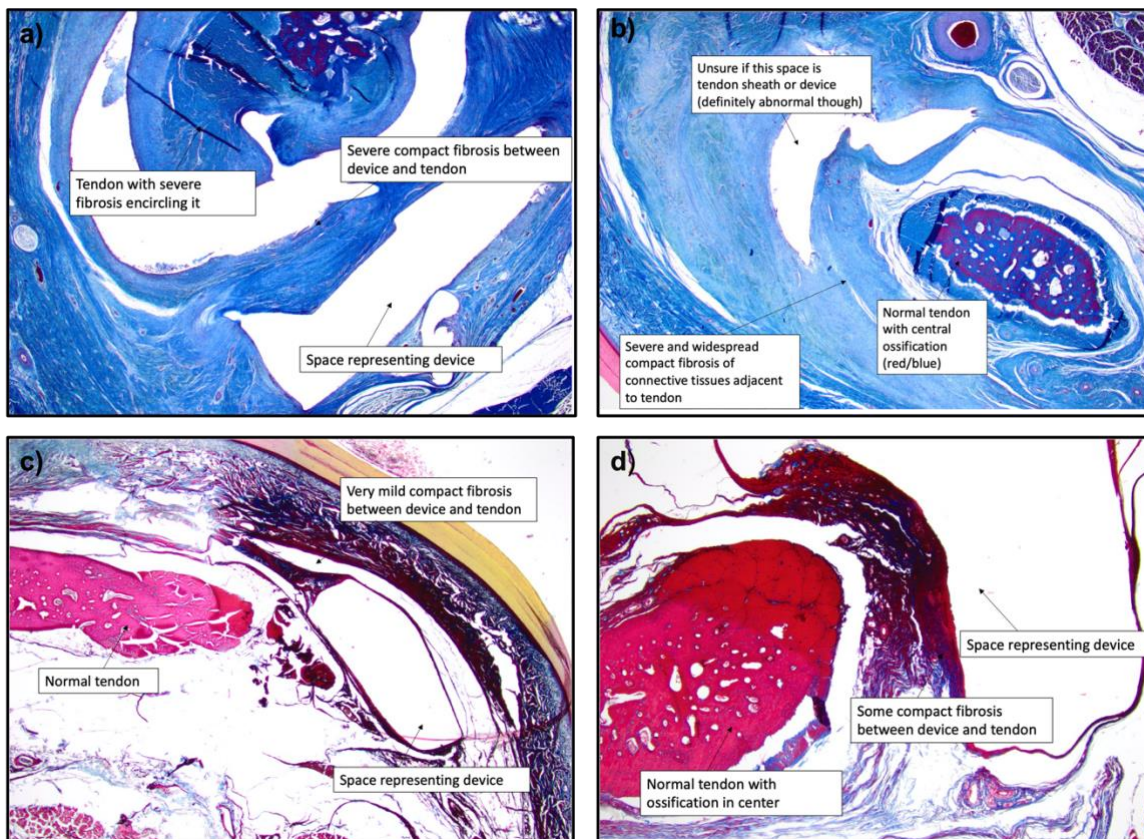 a)
Severe compact fibrosis between
device and tendon
Tendon with severe
fibrosis encircling it
Space representing device
b)
Unsure if this space is
tendon sheath or device
(definitely abnormal though)
Normal tendon
with central
ossification
(red/blue)
Severe and widespread
compact fibrosis of
connective tissues adjacent
to tendon
c)
Very mild compact fibrosis
between device and tendon
Normal tendon
Space representing device
d)
Space representing device
Some compact fibrosis
between device and tendon
Normal tendon with
ossification in center